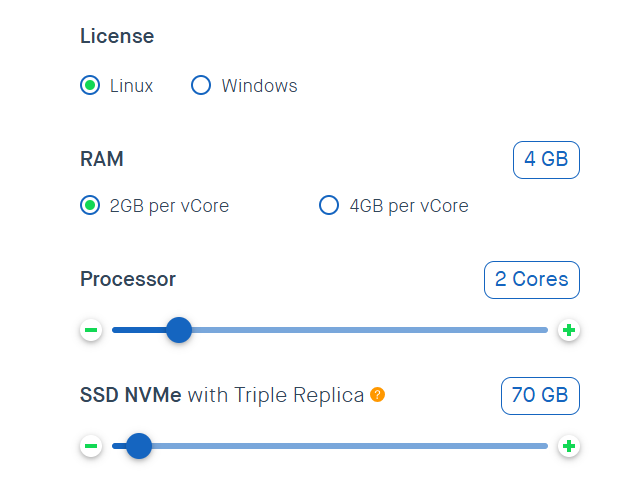 License
Linux Windows
RAM 4 GB
2GB per vCore 4GB per vCore
Processor 2 Cores
SSD NVMe with Triple Replica ? 70 GB